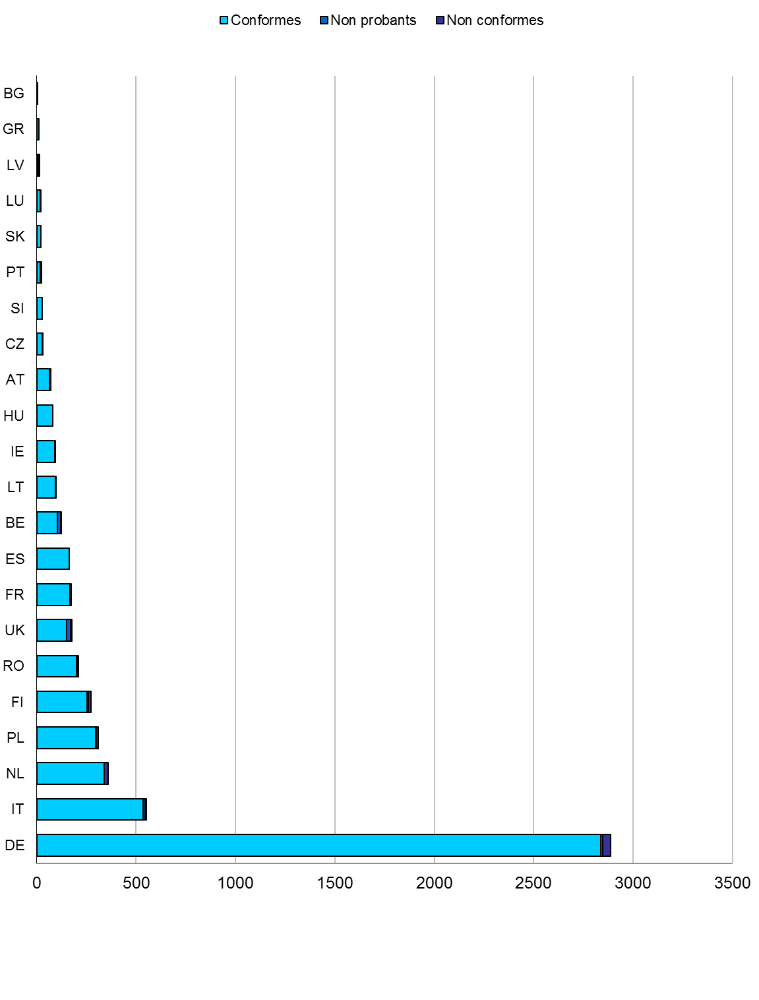 Conformes Non probants Non conformes
BG
GR
LV
LU
SK
PT
SI
CZ
AT
HU
IE
LT
BE
ES
FR
UK
RO
FI
PL
NL
IT
DE
0 500 1000 1500 2000 2500 3000 3500